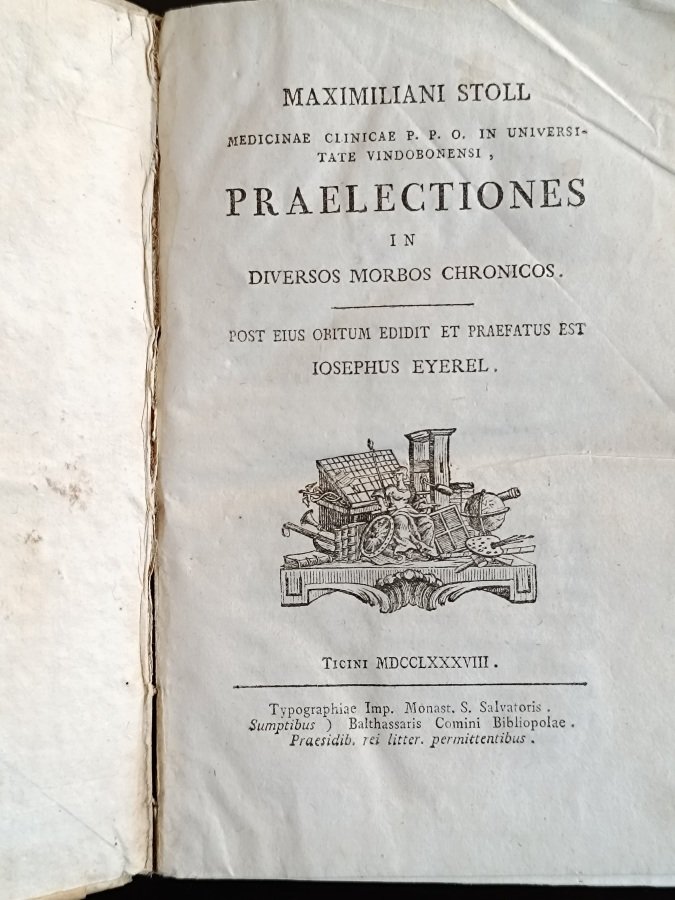 MAXIMILIANI STOLL
MEDICINAE CLINICAE P. P. O. IN UNIVERSI-
TATE VINDOBONENSI ,
PRAELECTIONES
IN
DIVERSOS MORBOS CHRONICOS .
POST EIUS OBITUM EDIDIT ET PRAEFATUS EST
IOSEPHUS EYEREL .
TICINI MDCCLXXXVIII .
Typographiae Imp. Monast. S. Salvatoris .
Sumptibus ) Balthassaris Comini Bibliopolae .
Praesidib. rei litter. permittentibus .